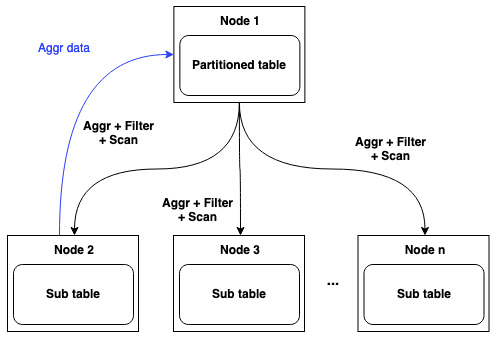 Node 1
Aggr data
Partitioned table
Aggr + Filter
+ Scan
Aggr + Filter
+ Scan
Aggr + Filter
+ Scan
Node 2
Node 3
Node n
Sub table
Sub table
...
Sub table